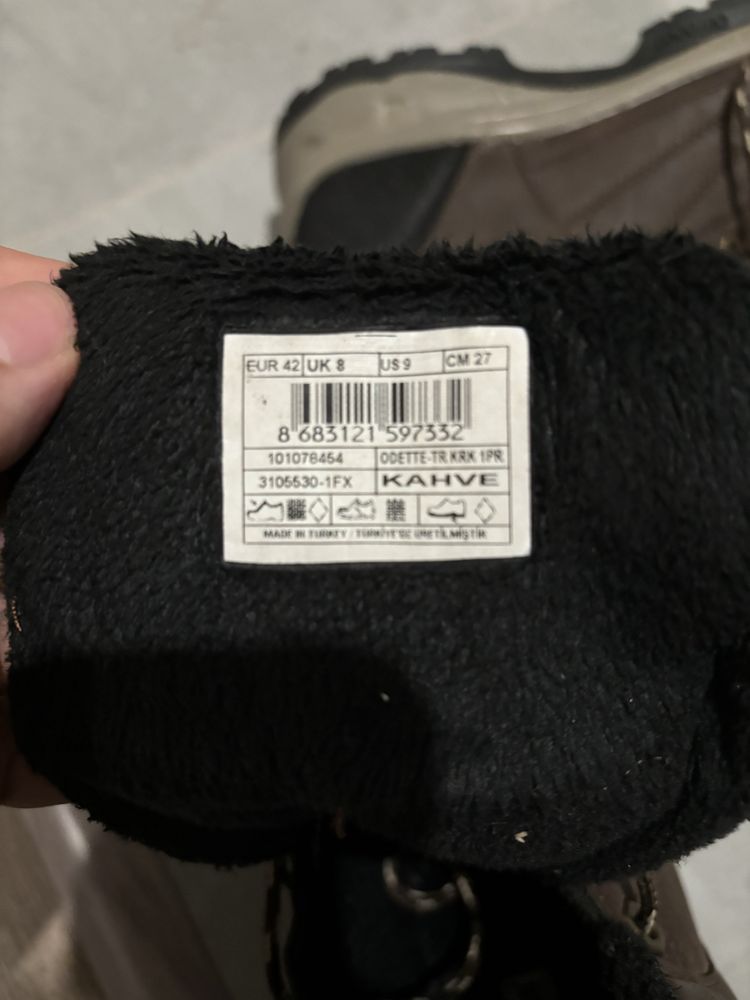 EUR 42 UK 8 US 9 CM 27
8 683121 597332
101076454 ODETTE-TR KRK 1PR
3105530-1FX KAHVE
MADE IN TURKEY / TÜRKİYE'DE ÜRETİLMİŞTİR